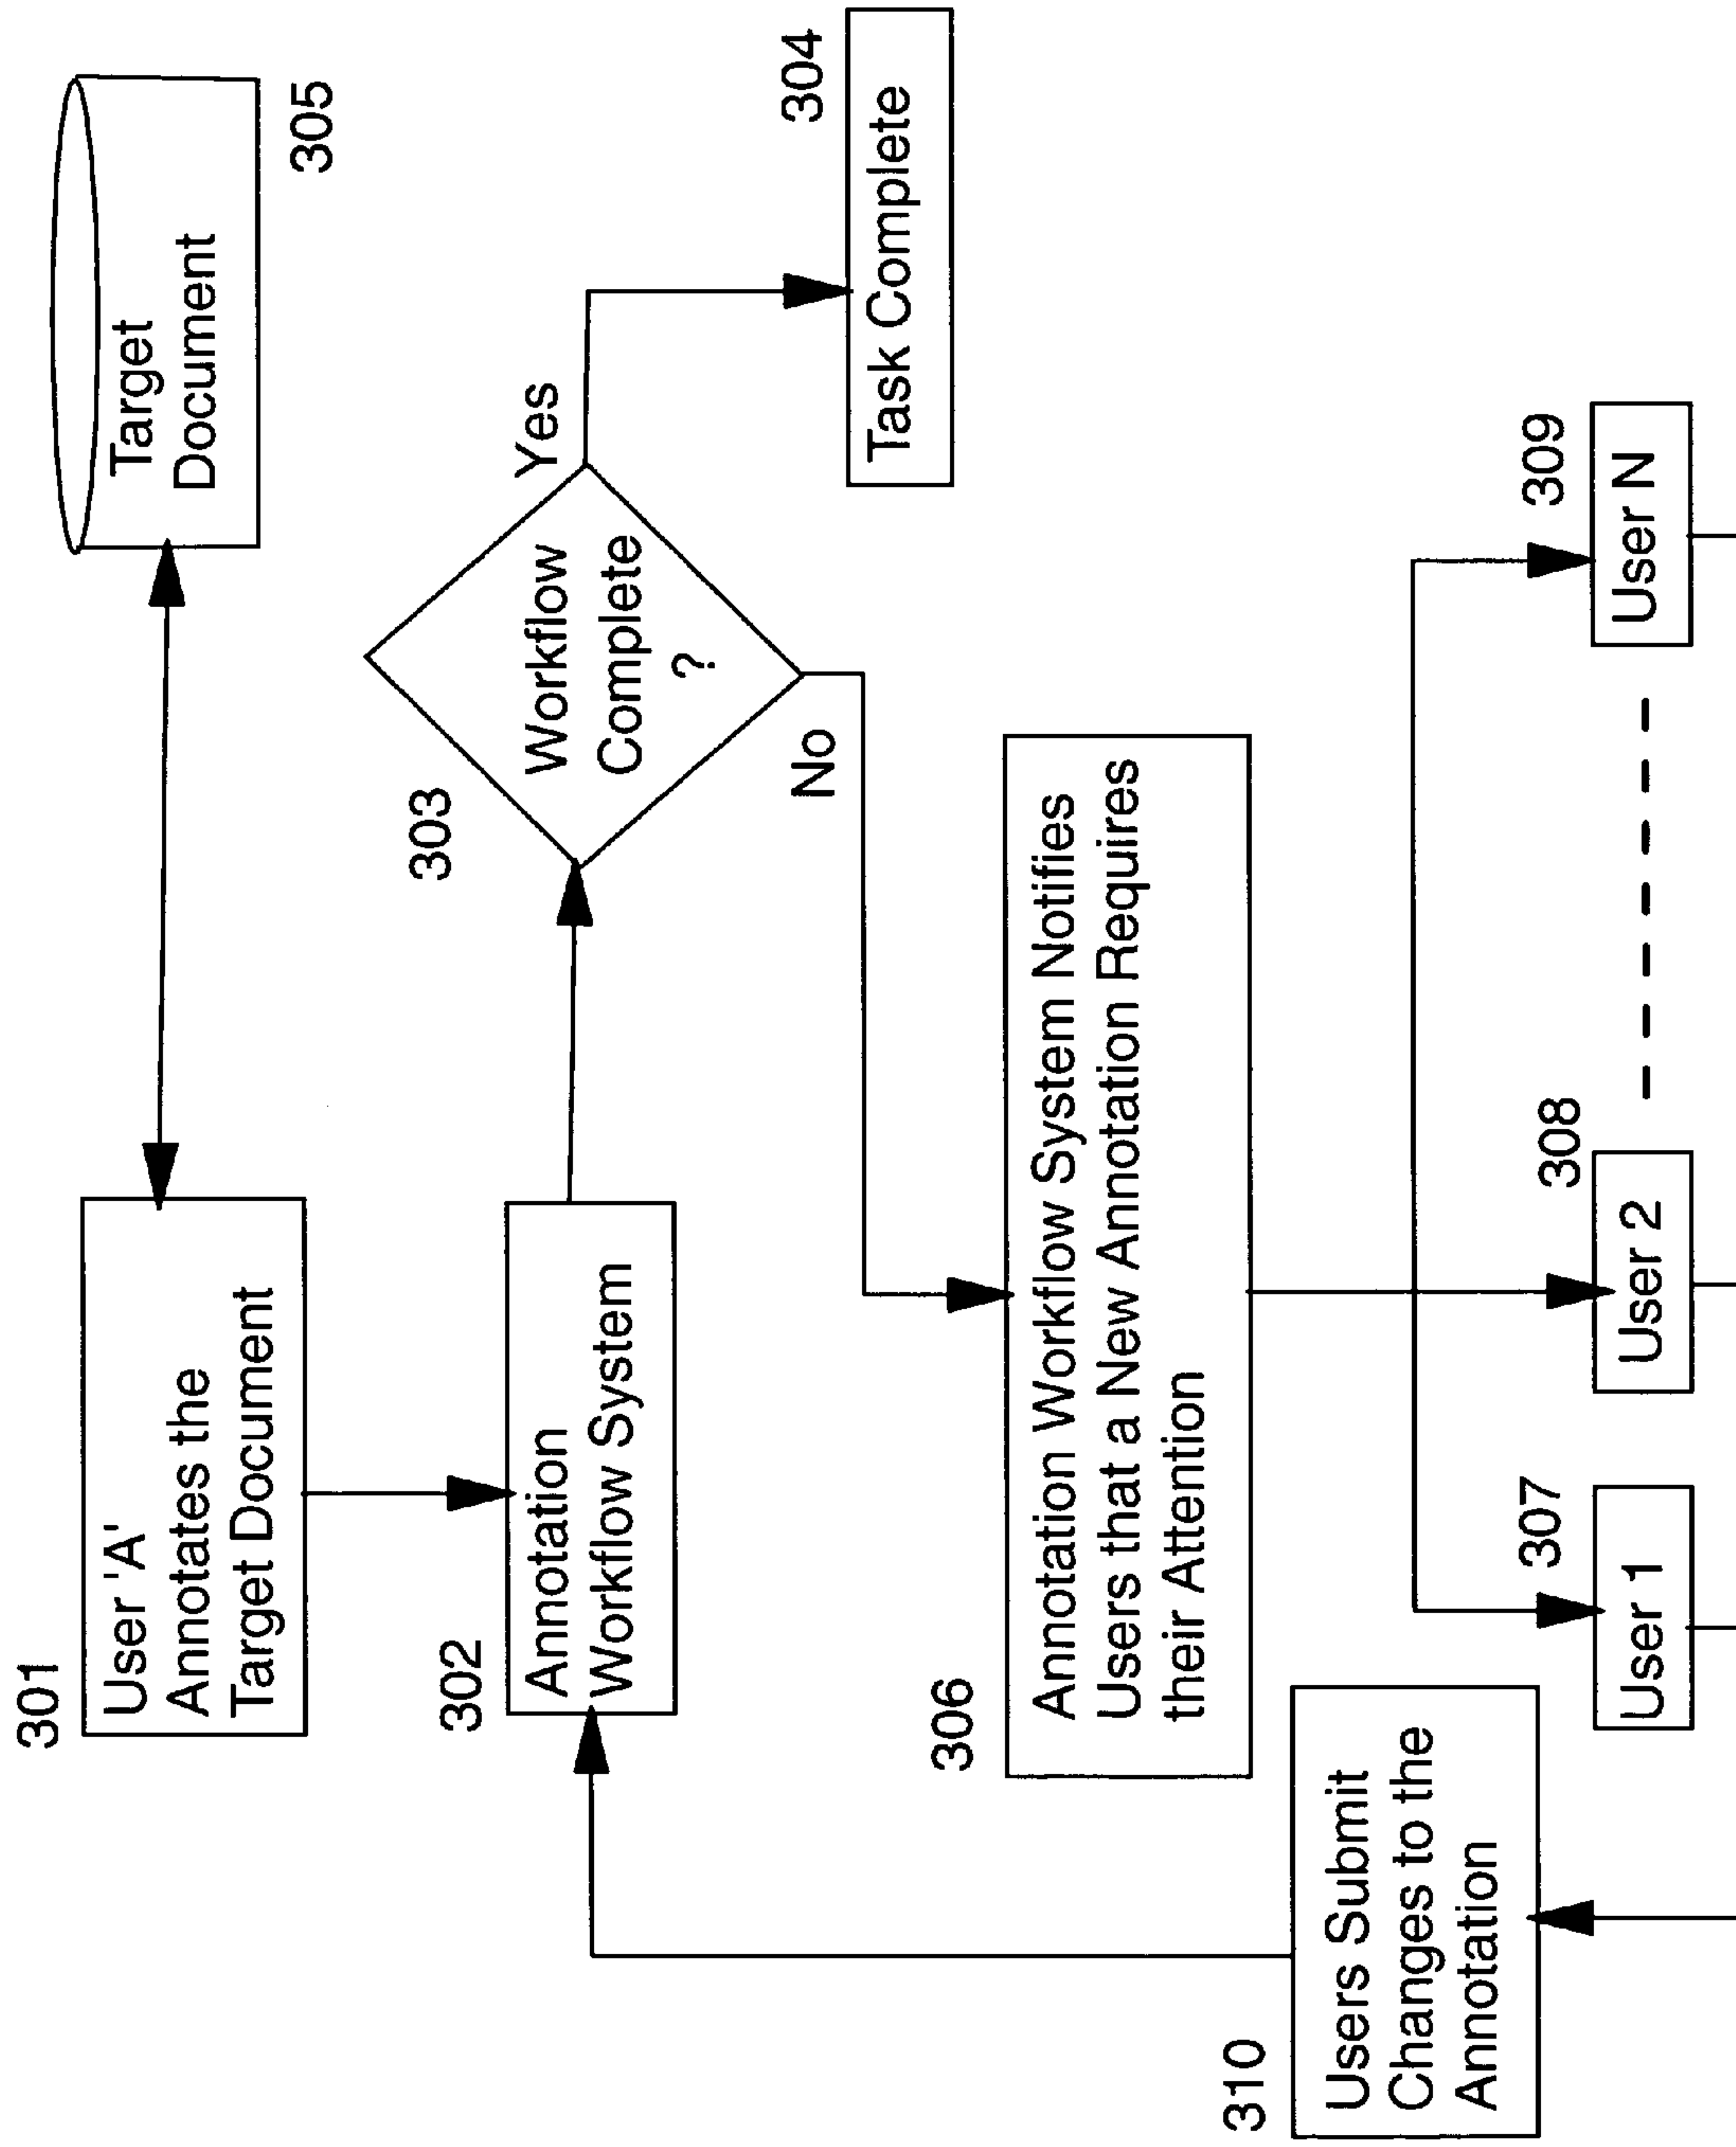 301
User 'A'
Annotates the
Target Document
Target
Document
305
302
Annotation
Workflow System
303
Workflow
Complete
?
Yes
No
304
Task Complete
306
Annotation Workflow System Notifies
Users that a New Annotation Requires
their Attention
310
Users Submit
Changes to the
Annotation
307
User 1
308
User 2
309
User N